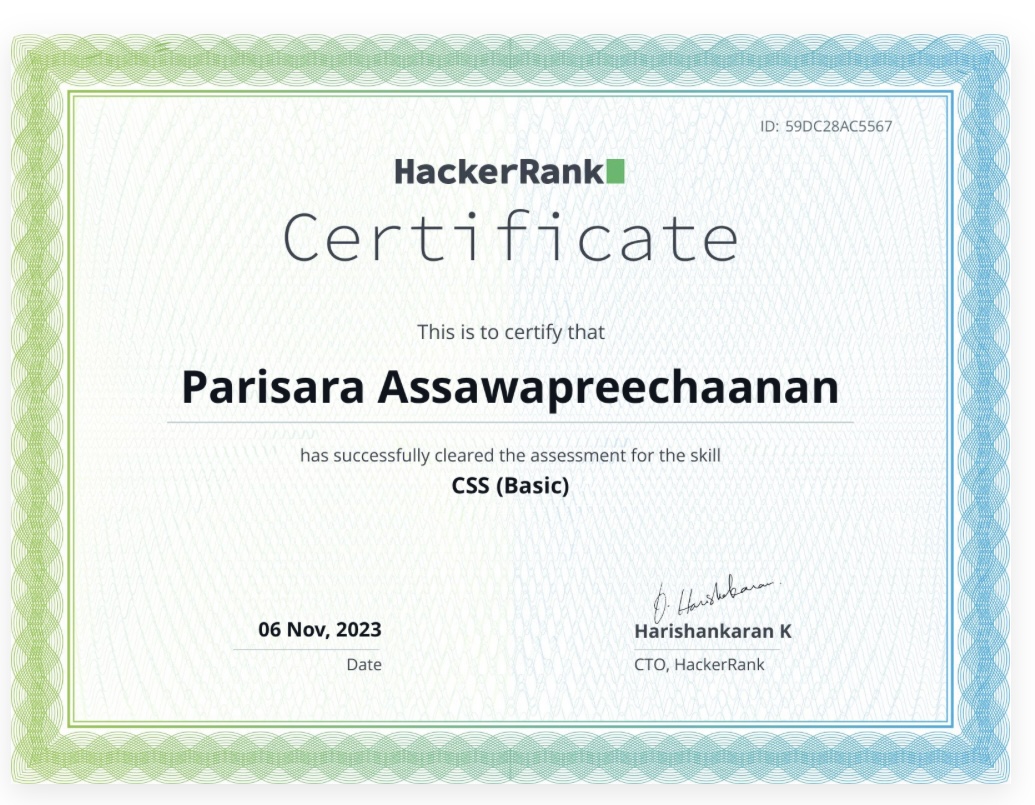 ID: 59DC28AC5567
HackerRank
Certificate
This is to certify that
Parisara Assawapreechaanan
has successfully cleared the assessment for the skill
CSS (Basic)
06 Nov, 2023
Date
Harishankaran K
CTO, HackerRank